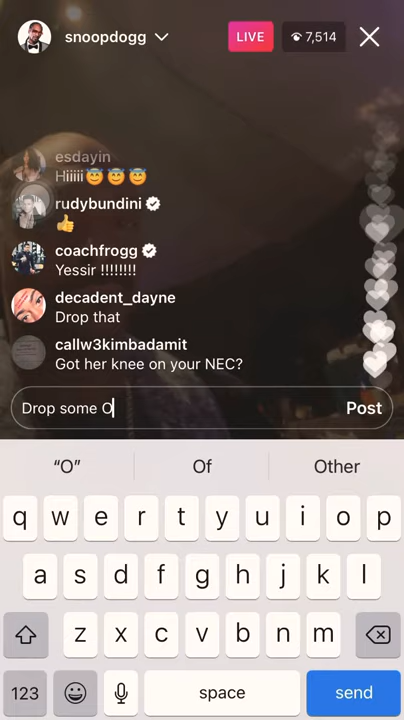 snoopdogg
LIVE
7,514
esdayin
Hiiiii😇😇😇
rudybundini
👍
coachfrogg
Yessir !!!!!!!!
decadent_dayne
Drop that
callw3kimbadamit
Got her knee on your NEC?
Drop some O
Post
“O”
Of
Other
q w e r t y u i o p
a s d f g h j k l
z x c v b n m
123
space
send